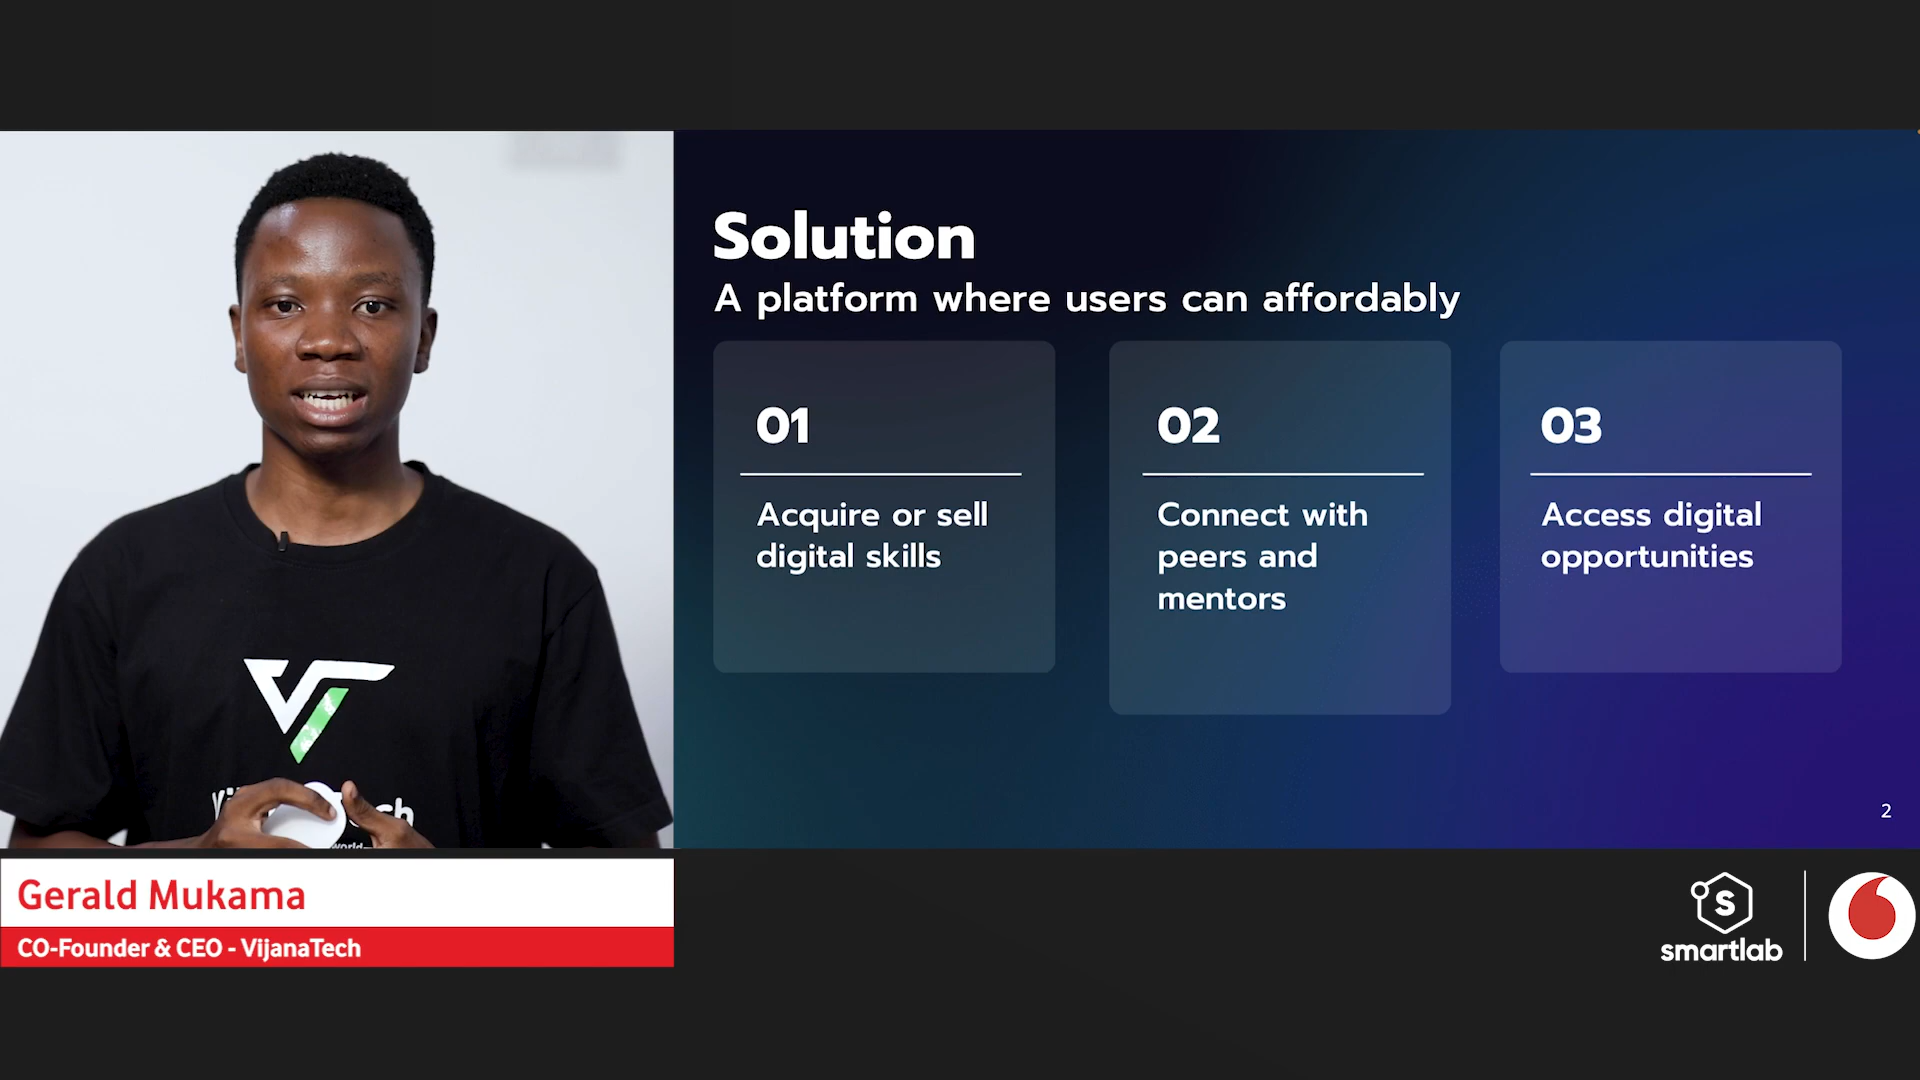 Solution
A platform where users can affordably
01
Acquire or sell
digital skills
02
Connect with
peers and
mentors
03
Access digital
opportunities
2
Gerald Mukama
CO-Founder & CEO - VijanaTech
S
smartlab